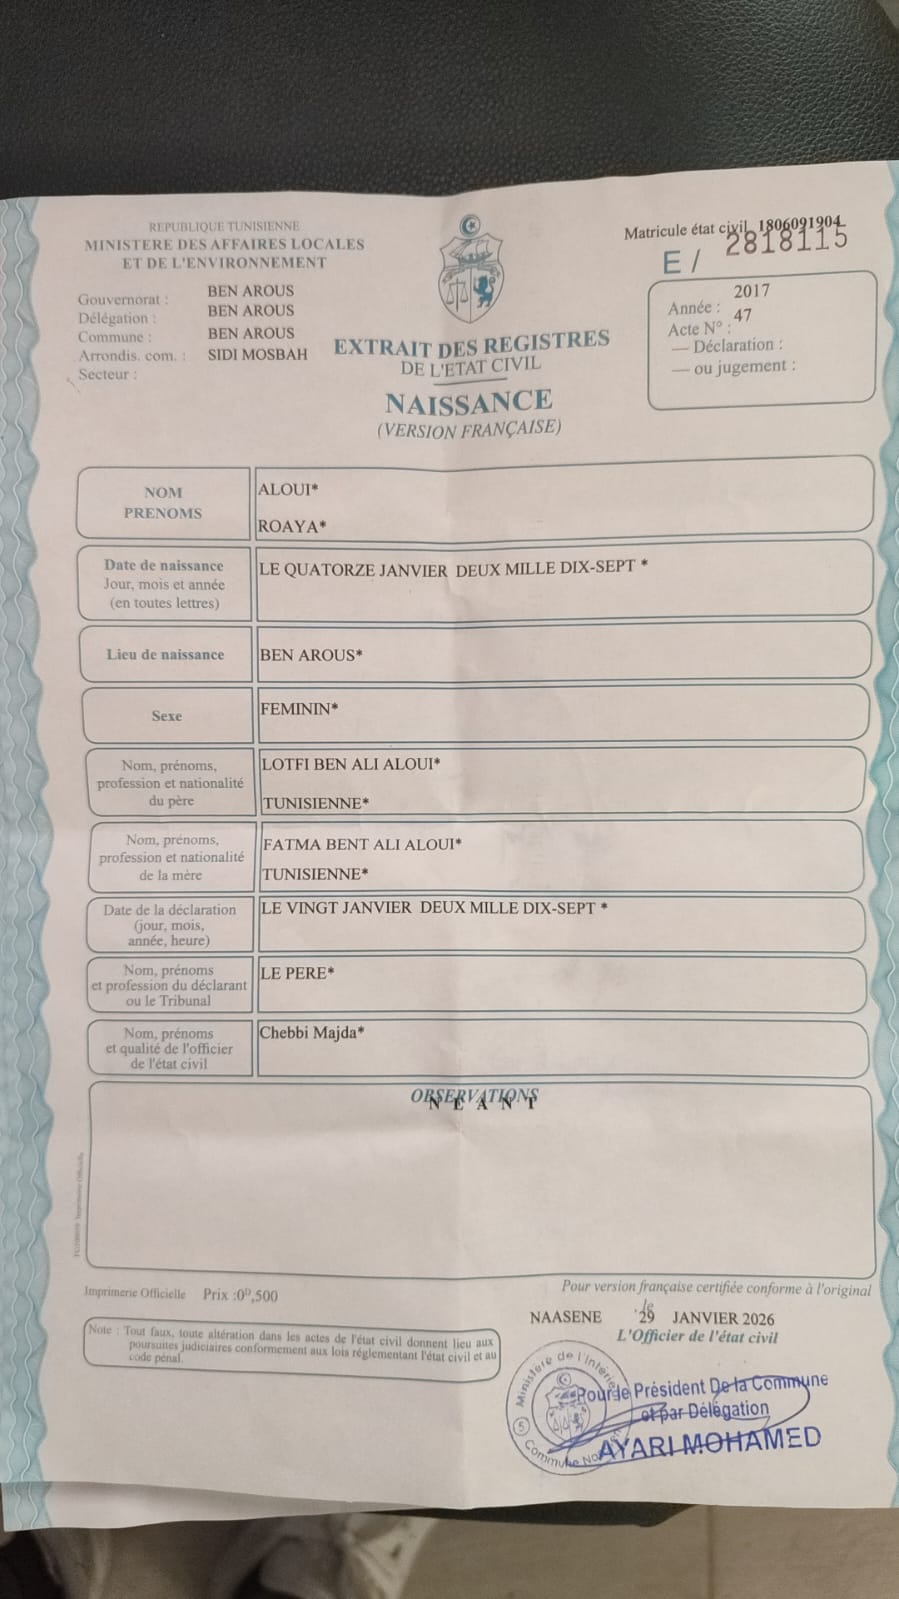 REPUBLIQUE TUNISIENNE
MINISTERE DES AFFAIRES LOCALES
ET DE L'ENVIRONNEMENT
Gouvernorat : BEN AROUS
Délégation : BEN AROUS
Commune : BEN AROUS
Arrondis. com. : SIDI MOSBAH
Secteur :
Matricule état civil 1806091904
E / 2818115
Année : 2017
Acte N° : 47
— Déclaration :
— ou jugement :
EXTRAIT DES REGISTRES
DE L'ETAT CIVIL
NAISSANCE
(VERSION FRANÇAISE)
NOM
PRENOMS
ALOUI*
ROAYA*
Date de naissance
Jour, mois et année
(en toutes lettres)
LE QUATORZE JANVIER DEUX MILLE DIX-SEPT *
Lieu de naissance
BEN AROUS*
Sexe
FEMININ*
Nom, prénoms,
profession et nationalité
du père
LOTFI BEN ALI ALOUI*
TUNISIENNE*
Nom, prénoms,
profession et nationalité
de la mère
FATMA BENT ALI ALOUI*
TUNISIENNE*
Date de la déclaration
(jour, mois,
année, heure)
LE VINGT JANVIER DEUX MILLE DIX-SEPT *
Nom, prénoms
et profession du déclarant
ou le Tribunal
LE PERE*
Nom, prénoms
et qualité de l'officier
de l'état civil
Chebbi Majda*
OBSERVATIONS
N E A N T
Imprimerie Officielle
Imprimerie Officielle Prix :0ᴰ,500
Pour version française certifiée conforme à l'original
NAASENE le 29 JANVIER 2026
L'Officier de l'état civil
Note : Tout faux, toute altération dans les actes de l'état civil donnent lieu aux
poursuites judiciaires conformement aux lois réglementant l'état civil et au
code pénal.
Ministère de l'Intérie
5
Commune
Pour le Président De la Commune
et par Délégation
AYARI MOHAMED